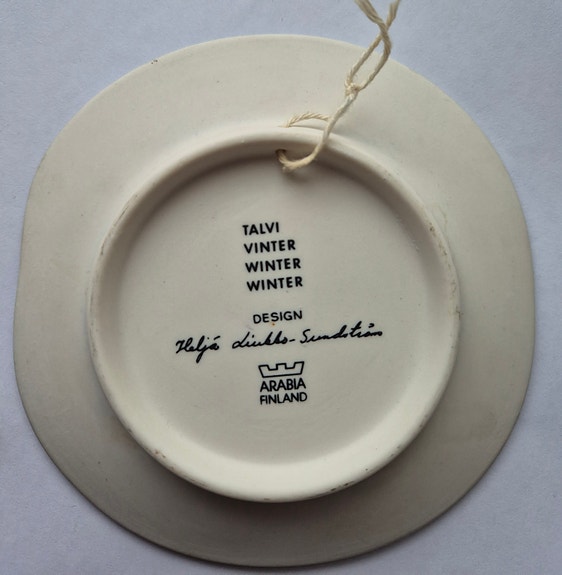 TALVI
VINTER
WINTER
WINTER
DESIGN
Heljä Liukko-Sundström
ARABIA
FINLAND